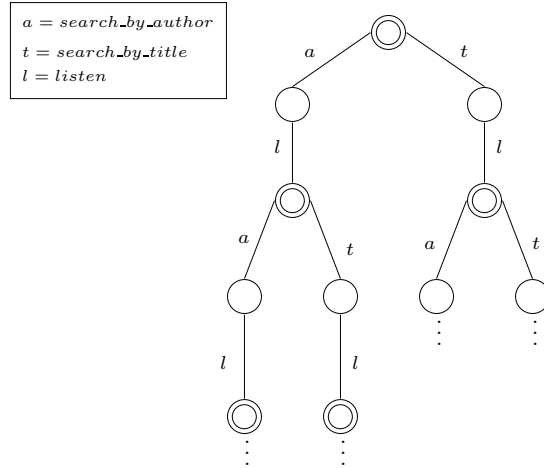 a = search_by_author
t = search_by_title
l = listen
a t
l l
a t a t
l l